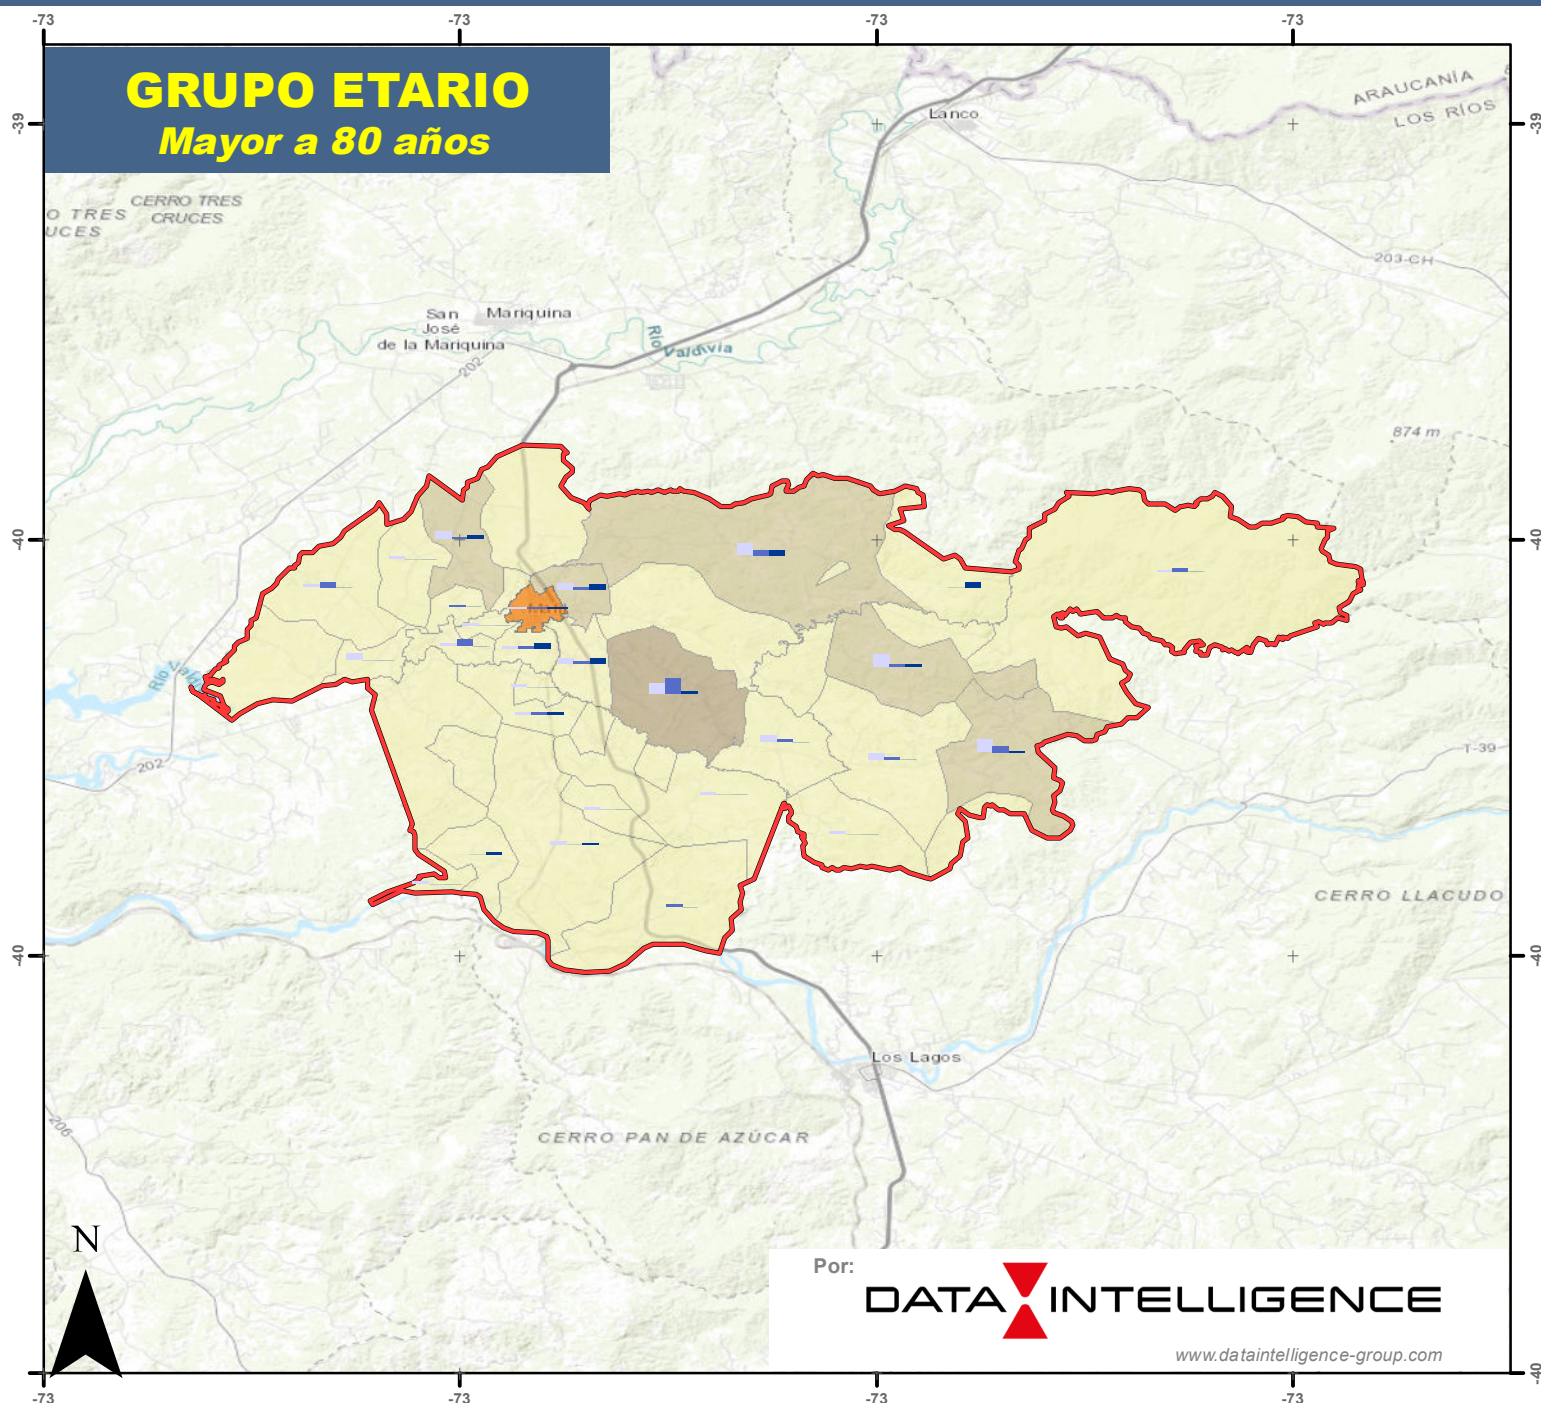 -73
-73
-73
-73
GRUPO ETARIO
Mayor a 80 años
ARAUCANÍA
LOS RÍOS
Lanco
-39
-39
CERRO TRES
CRUCES
O TRES
UCES
203-CH
San
José
de la Mariquina
Mariquina
Río Valdivia
202
874 m
-40
-40
Río
202
T-39
CERRO LLACUDO
-40
-40
Los Lagos
206
CERRO PAN DE AZÚCAR
N
Por:
DATA INTELLIGENCE
www.dataintelligence-group.com
-40
-73
-73
-73
-73